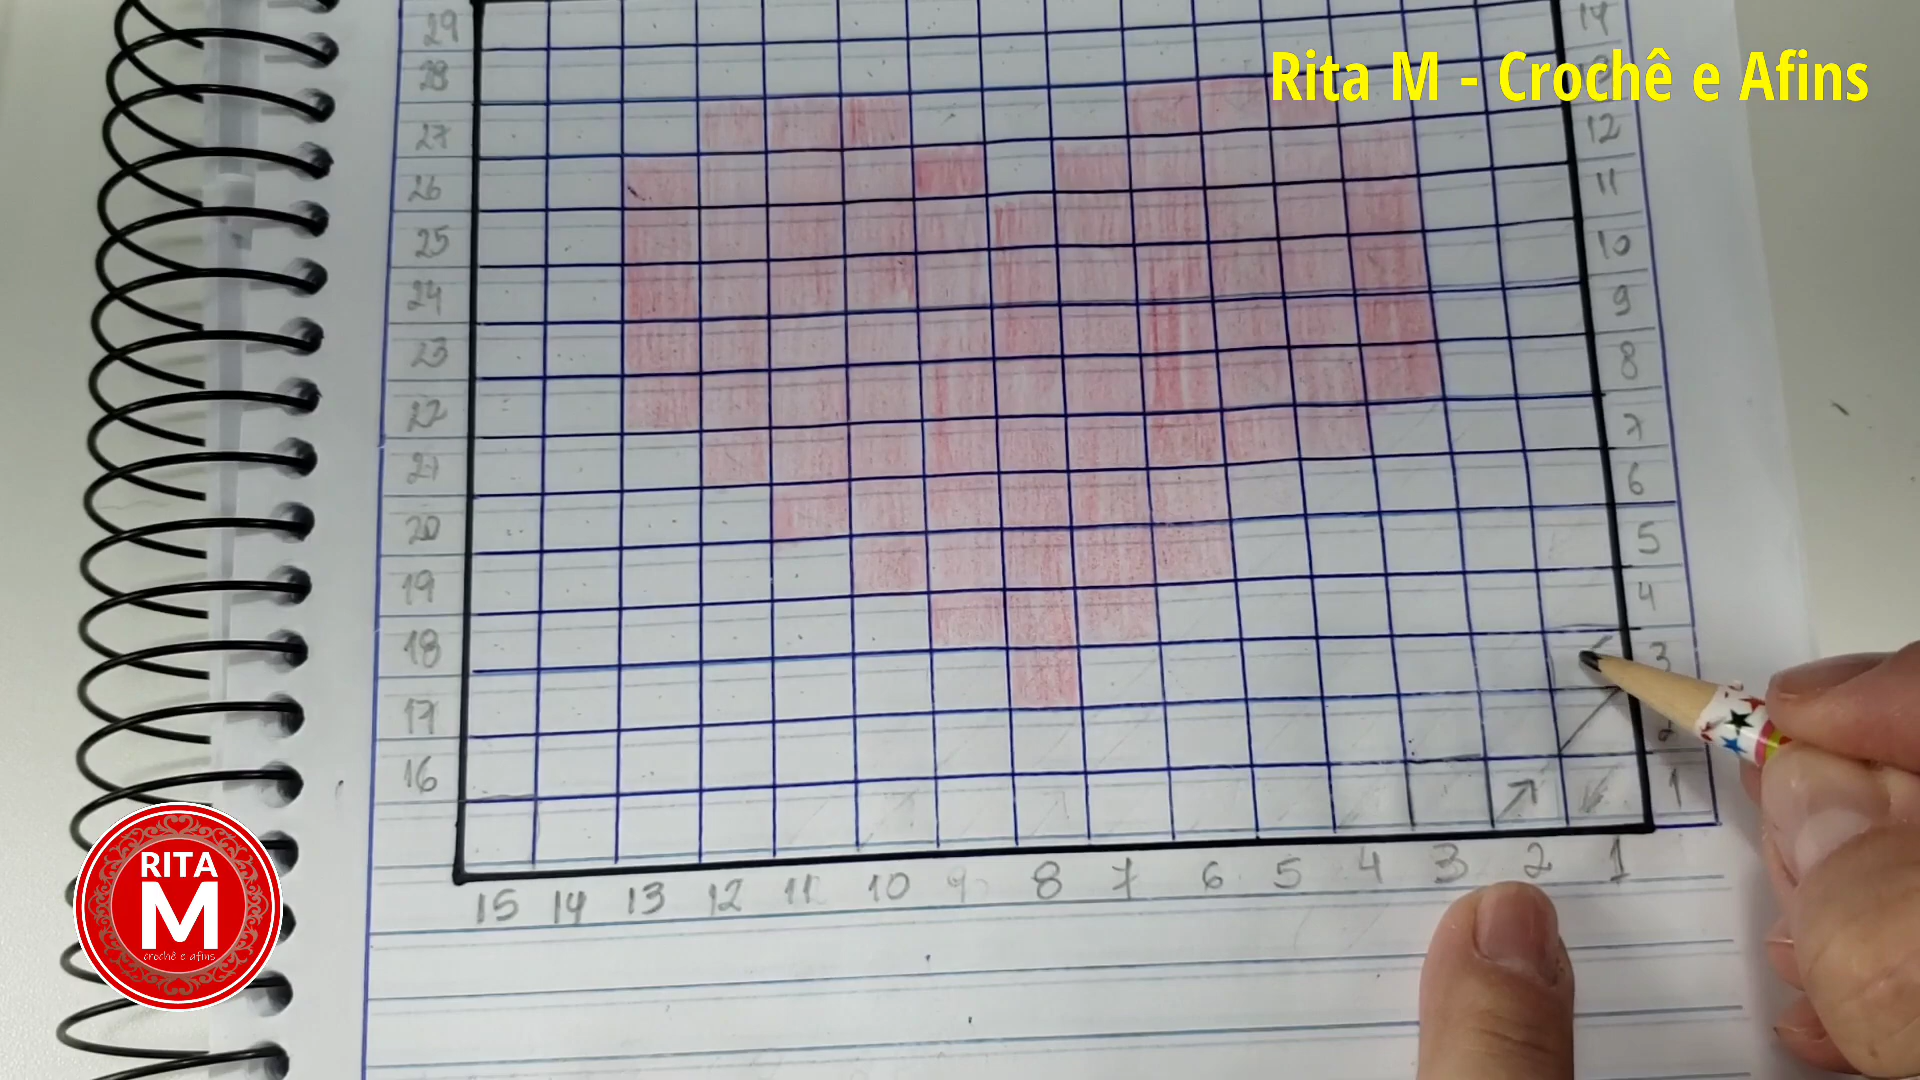 29 14
Rita M - Crochê e Afins
28
27 12
26 11
25 10
24 9
23 8
22 7
21 6
20 5
19 4
18 3
17 2
16 1
15 14 13 12 11 10 9 8 7 6 5 4 3 2 1
RITA
M
crochê e afins